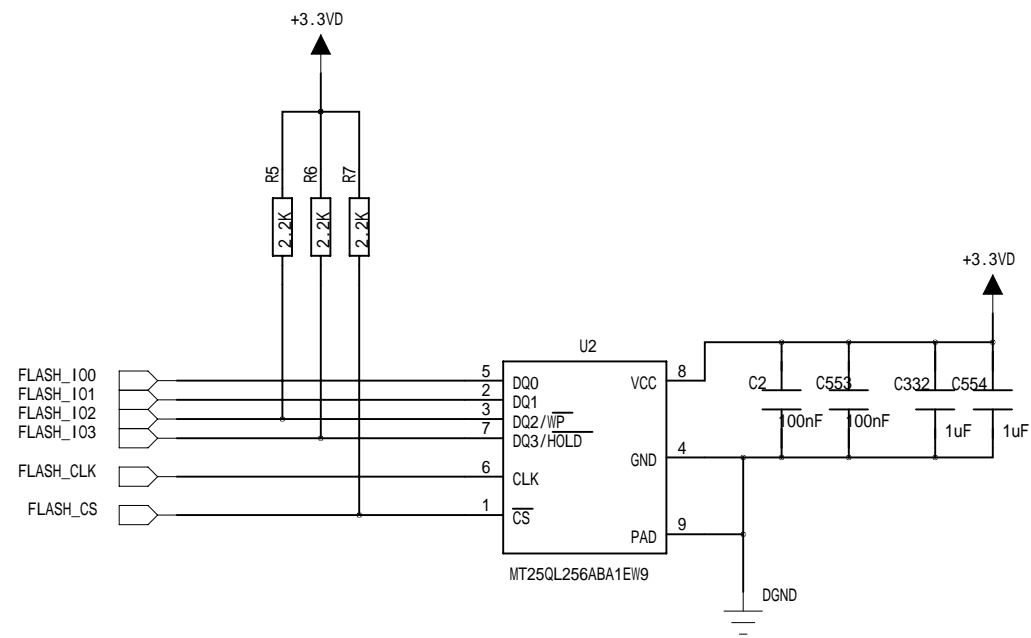 +3.3VD
R5
R6
R7
2.2K
2.2K
2.2K
+3.3VD
U2
FLASH_IO0
5
DQ0
VCC
8
C2
C553
C332
C554
FLASH_IO1
2
DQ1
FLASH_IO2
3
DQ2/WP
100nF
100nF
1uF
1uF
FLASH_IO3
7
DQ3/HOLD
GND
4
FLASH_CLK
6
CLK
FLASH_CS
1
CS
PAD
9
MT25QL256ABA1EW9
DGND